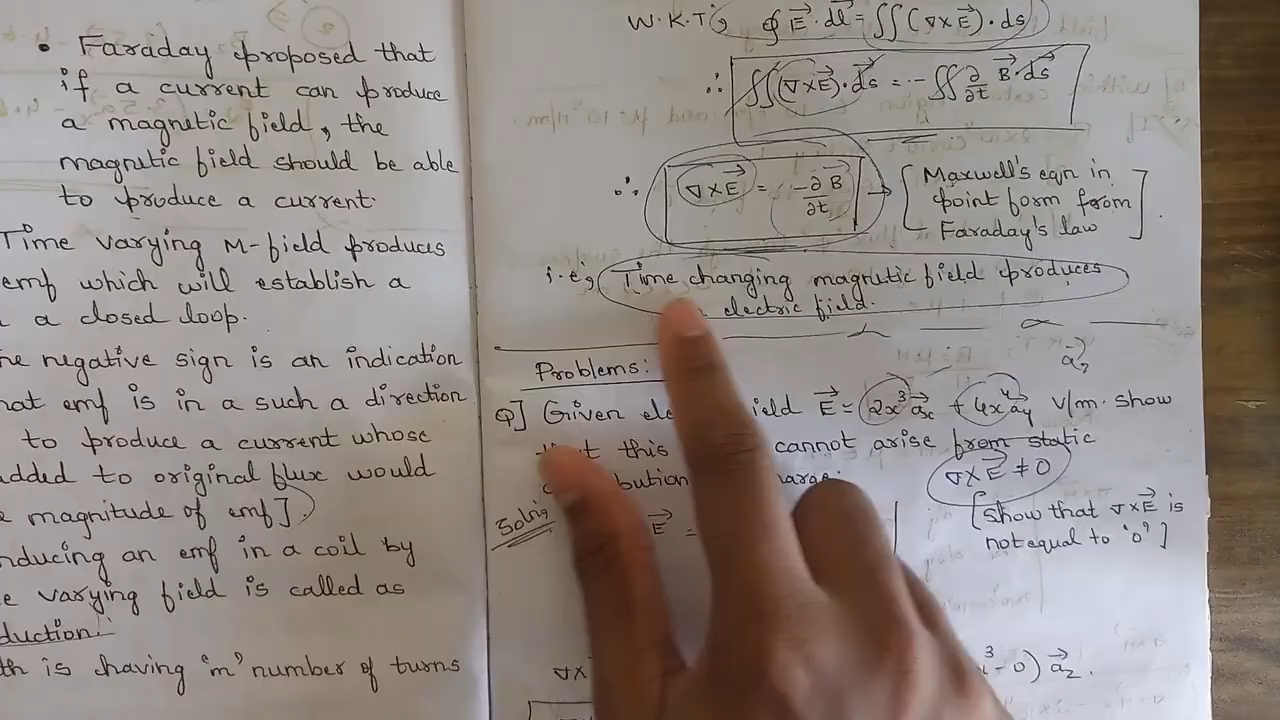 • Faraday proposed that
if a current can produce
a magnetic field, the
magnetic field should be able
to produce a current.
Time varying M-field produces
emf which will establish a
a closed loop.
negative sign is an indication
emf is in a such a direction
to produce a current whose
added to original flux would
magnitude of emf].
inducing an emf in a coil by
varying field is called as
is having 'm' number of turns
W.K.T; ∮ E⃗ · dl⃗ = ∬ (∇×E⃗) · ds
∴ ∬ (∇×E⃗) · ds⃗ = - ∬ ∂/∂t B⃗ · ds⃗
∴ ∇×E⃗ = -∂B⃗/∂t → [Maxwell's eqn in
point form from
Faraday's law]
i.e; Time changing magnetic field produces
electric field.
Problems:
Q] Given field E⃗ = 2x³ a⃗x + 4x⁴ a⃗y V/m. show
this cannot arise from static
∇×E⃗ ≠ 0
[show that ∇×E⃗ is
not equal to '0']
Soln;
E⃗ =
∇×
- 0) a⃗z.